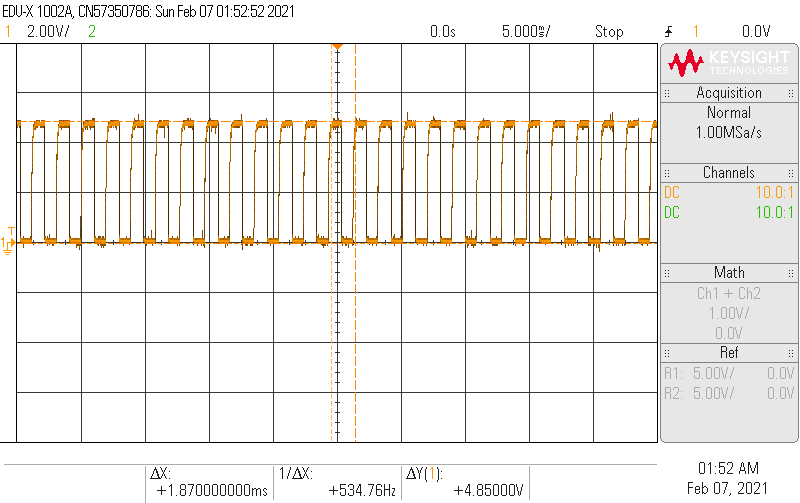 EDU-X 1002A, CN57350786: Sun Feb 07 01:52:52 2021
1 2.00V/ 2 0.0s 5.000ms/ Stop 1 0.0V
KEYSIGHT
TECHNOLOGIES
Acquisition
Normal
1.00MSa/s
Channels
DC 10.0:1
DC 10.0:1
T
1
Math
Ch1 + Ch2
1.00V/
0.0V
Ref
R1: 5.00V/ 0.0V
R2: 5.00V/ 0.0V
ΔX: 1/ΔX: ΔY(1):
+1.870000000ms +534.76Hz +4.85000V
01:52 AM
Feb 07, 2021